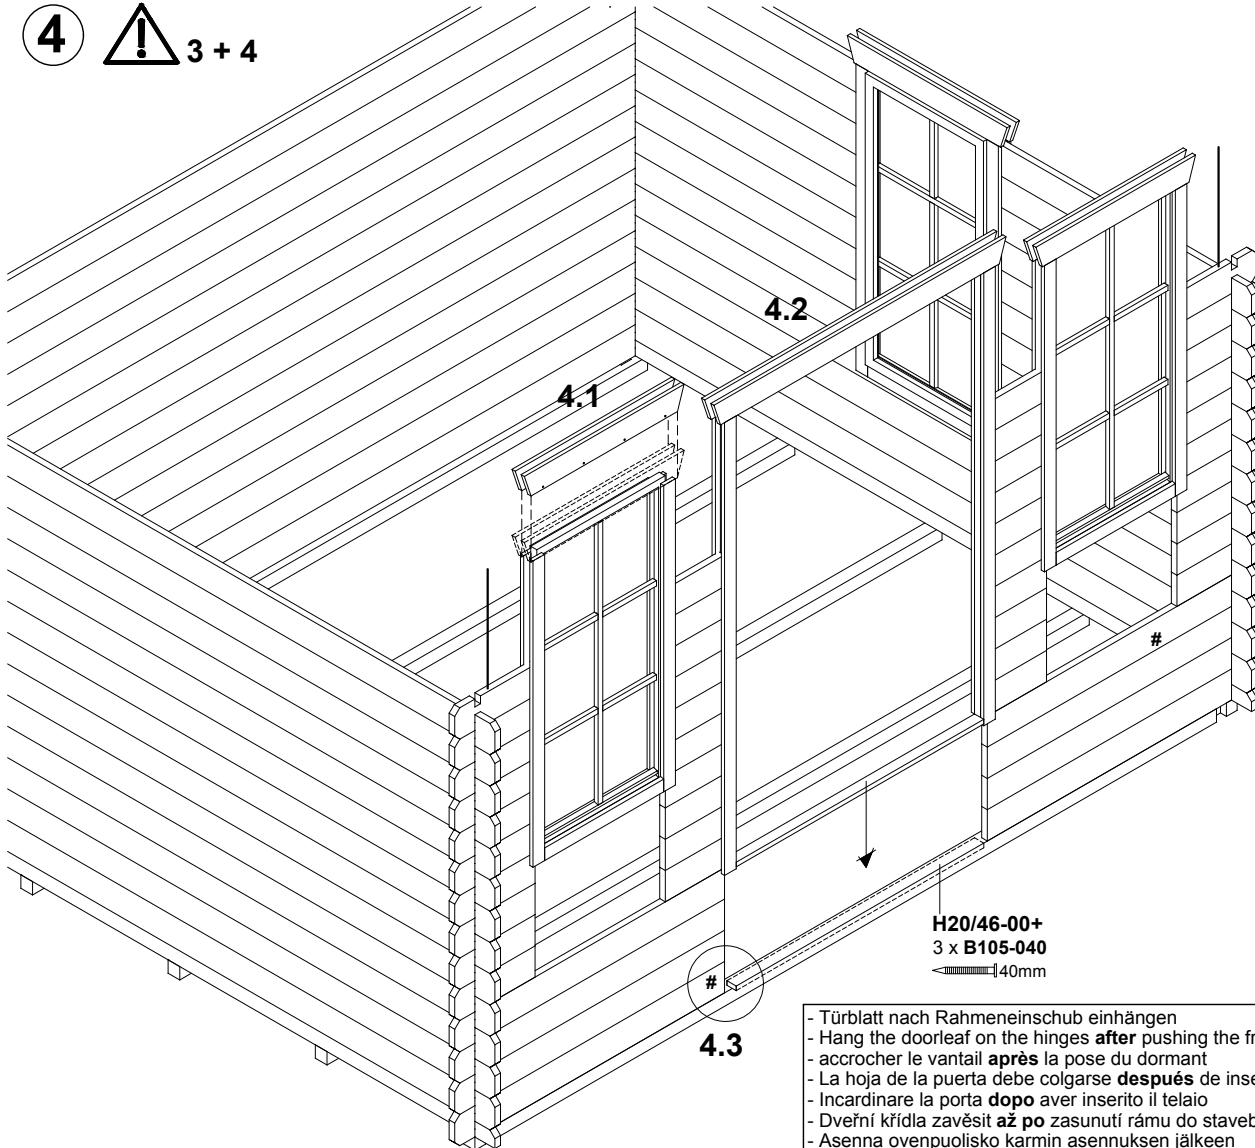 4
3 + 4
4.2
4.1
#
H20/46-00+
3 x B105-040
40mm
#
4.3
- Türblatt nach Rahmeneinschub einhängen
- Hang the doorleaf on the hinges after pushing the
- accrocher le vantail après la pose du dormant
- La hoja de la puerta debe colgarse después de
- Incardinare la porta dopo aver inserito il telaio
- Dveřní křídla zavěsit až po zasunutí rámu do
- Asenna ovenpuolisko karmin asennuksen jälkeen